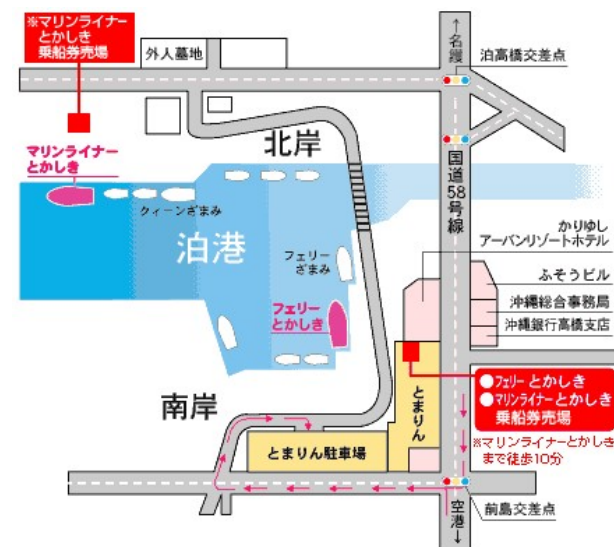 ※マリンライナー
とかしき
乗船券売場
外人墓地
↑名護
泊高橋交差点
北岸
マリンライナー
とかしき
クィーンざまみ
泊港
国道58号線
かりゆし
アーバンリゾートホテル
フェリー
ざまみ
ふそうビル
沖縄総合事務局
沖縄銀行高橋支店
フェリー
とかしき
●フェリーとかしき
●マリンライナーとかしき
乗船券売場
※マリンライナーとかしき
まで徒歩10分
南岸
とまりん
とまりん駐車場
空港↓
前島交差点